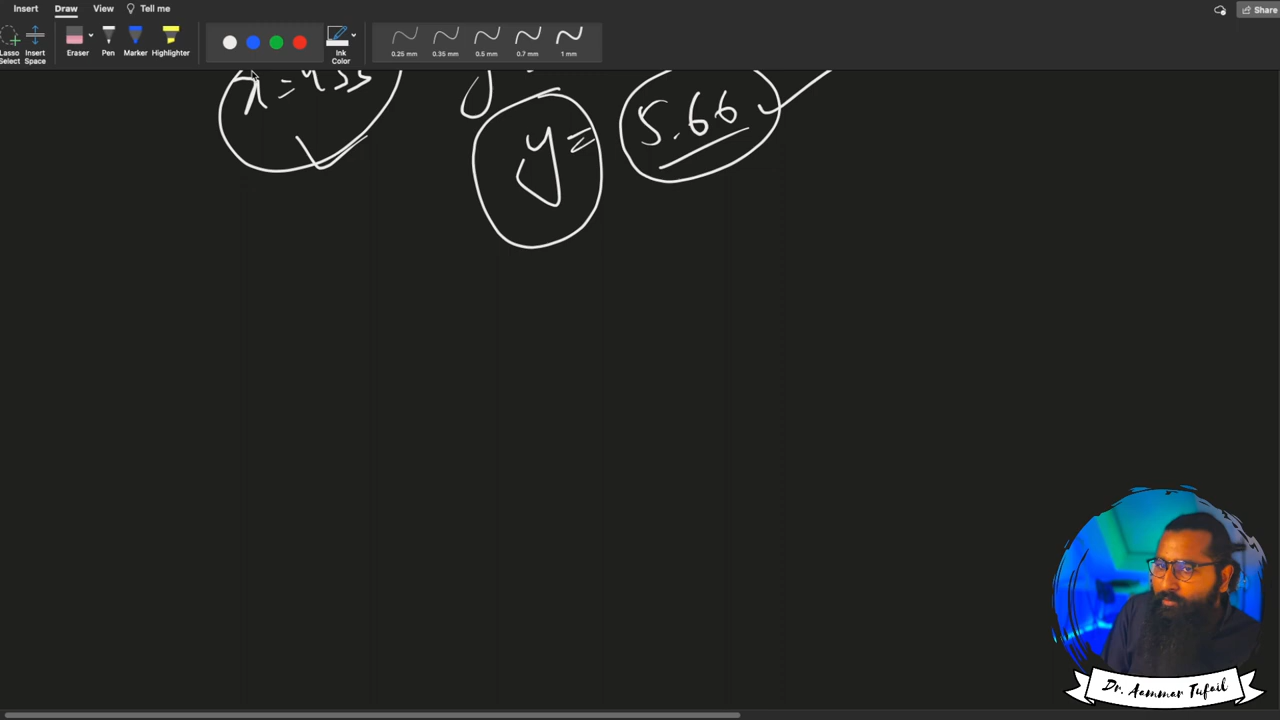 Insert Draw View Tell me
Share
Lasso Select
Insert Space
Eraser
Pen
Marker
Highlighter
Ink Color
0.25 mm
0.35 mm
0.5 mm
0.7 mm
1 mm
y = 5.66
Dr. Aammar Tufail